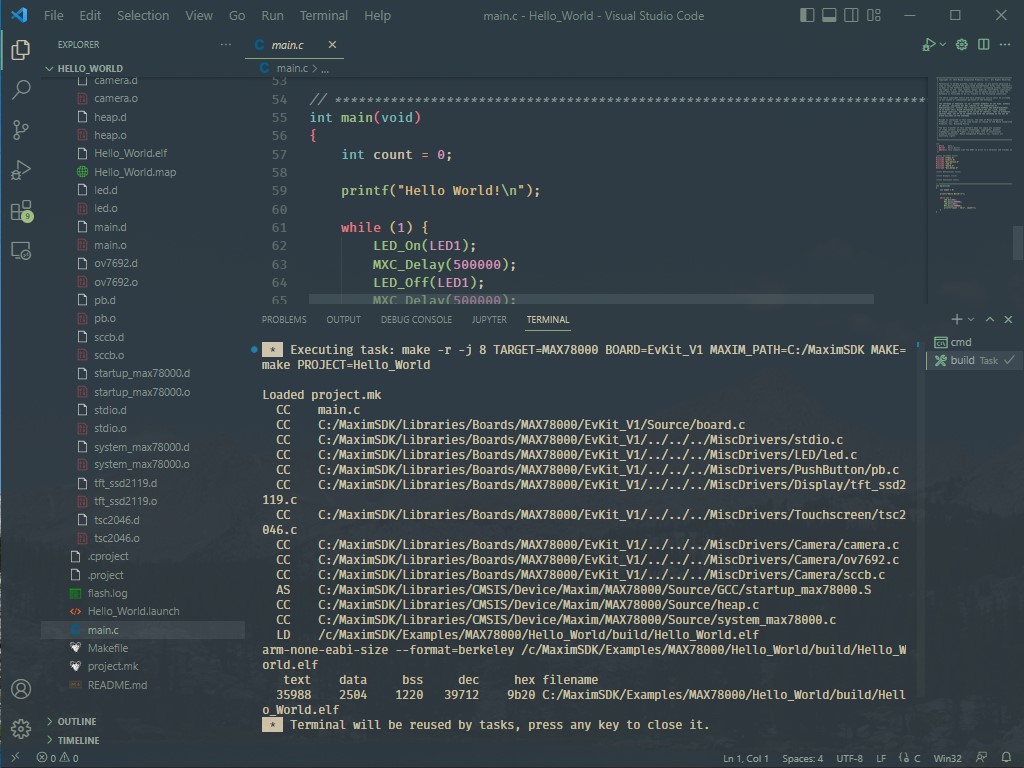 File Edit Selection View Go Run Terminal Help main.c - Hello_World - Visual Studio Code
EXPLORER
HELLO_WORLD
camera.d
camera.o
heap.d
heap.o
Hello_World.elf
Hello_World.map
led.d
led.o
main.d
main.o
ov7692.d
ov7692.o
pb.d
pb.o
sccb.d
sccb.o
startup_max78000.d
startup_max78000.o
stdio.d
stdio.o
system_max78000.d
system_max78000.o
tft_ssd2119.d
tft_ssd2119.o
tsc2046.d
tsc2046.o
.cproject
.project
flash.log
Hello_World.launch
main.c
Makefile
project.mk
README.md
OUTLINE
TIMELINE
9
C main.c
C main.c > ...
53
54 // **************************************************************************
55 int main(void)
56 {
57 int count = 0;
58
59 printf("Hello World!\n");
60
61 while (1) {
62 LED_On(LED1);
63 MXC_Delay(500000);
64 LED_Off(LED1);
65 MXC_Delay(500000);
PROBLEMS OUTPUT DEBUG CONSOLE JUPYTER TERMINAL
cmd
build Task
* Executing task: make -r -j 8 TARGET=MAX78000 BOARD=EvKit_V1 MAXIM_PATH=C:/MaximSDK MAKE=
make PROJECT=Hello_World
Loaded project.mk
CC main.c
CC C:/MaximSDK/Libraries/Boards/MAX78000/EvKit_V1/Source/board.c
CC C:/MaximSDK/Libraries/Boards/MAX78000/EvKit_V1/../../../MiscDrivers/stdio.c
CC C:/MaximSDK/Libraries/Boards/MAX78000/EvKit_V1/../../../MiscDrivers/LED/led.c
CC C:/MaximSDK/Libraries/Boards/MAX78000/EvKit_V1/../../../MiscDrivers/PushButton/pb.c
CC C:/MaximSDK/Libraries/Boards/MAX78000/EvKit_V1/../../../MiscDrivers/Display/tft_ssd2
119.c
CC C:/MaximSDK/Libraries/Boards/MAX78000/EvKit_V1/../../../MiscDrivers/Touchscreen/tsc2
046.c
CC C:/MaximSDK/Libraries/Boards/MAX78000/EvKit_V1/../../../MiscDrivers/Camera/camera.c
CC C:/MaximSDK/Libraries/Boards/MAX78000/EvKit_V1/../../../MiscDrivers/Camera/ov7692.c
CC C:/MaximSDK/Libraries/Boards/MAX78000/EvKit_V1/../../../MiscDrivers/Camera/sccb.c
AS C:/MaximSDK/Libraries/CMSIS/Device/Maxim/MAX78000/Source/GCC/startup_max78000.S
CC C:/MaximSDK/Libraries/CMSIS/Device/Maxim/MAX78000/Source/heap.c
CC C:/MaximSDK/Libraries/CMSIS/Device/Maxim/MAX78000/Source/system_max78000.c
LD /c/MaximSDK/Examples/MAX78000/Hello_World/build/Hello_World.elf
arm-none-eabi-size --format=berkeley /c/MaximSDK/Examples/MAX78000/Hello_World/build/Hello_W
orld.elf
text data bss dec hex filename
35988 2504 1220 39712 9b20 C:/MaximSDK/Examples/MAX78000/Hello_World/build/Hell
o_World.elf
* Terminal will be reused by tasks, press any key to close it.
0 0 Ln 1, Col 1 Spaces: 4 UTF-8 LF {} C Win32